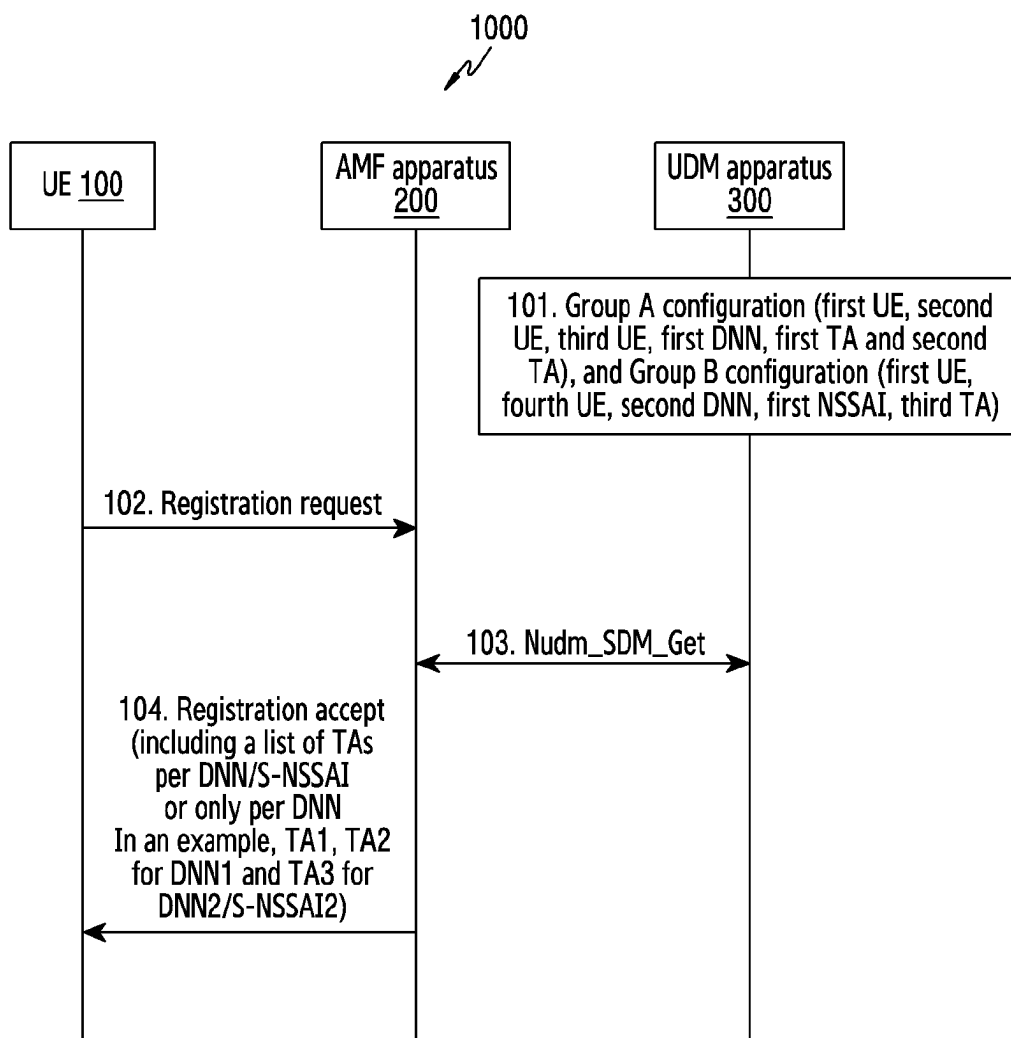 1000
UE 100
AMF apparatus
200
UDM apparatus
300
101. Group A configuration (first UE, second
UE, third UE, first DNN, first TA and second
TA), and Group B configuration (first UE,
fourth UE, second DNN, first NSSAI, third TA)
102. Registration request
103. Nudm_SDM_Get
104. Registration accept
(including a list of TAs
per DNN/S-NSSAI
or only per DNN
In an example, TA1, TA2
for DNN1 and TA3 for
DNN2/S-NSSAI2)